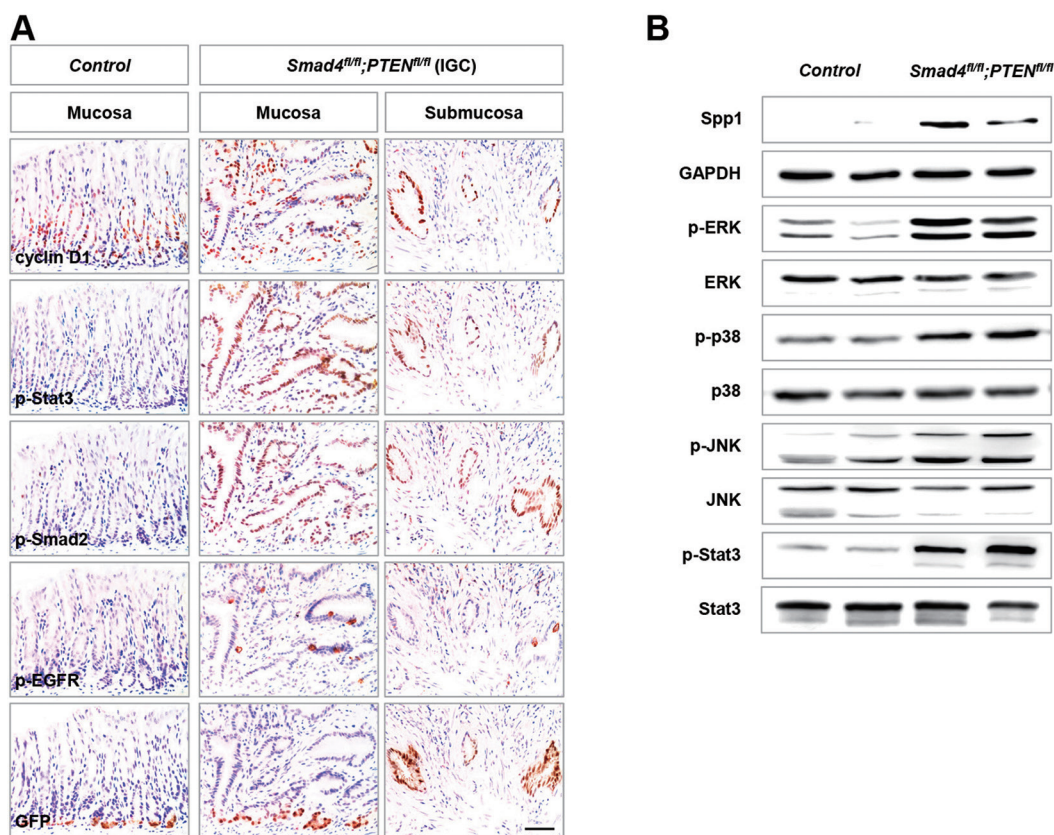 A
Control
Smad4fl/fl;PTENfl/fl (IGC)
Mucosa
Mucosa
Submucosa
cyclin D1
p-Stat3
p-Smad2
p-EGFR
GFP
B
Control
Smad4fl/fl;PTENfl/fl
Spp1
GAPDH
p-ERK
ERK
p-p38
p38
p-JNK
JNK
p-Stat3
Stat3